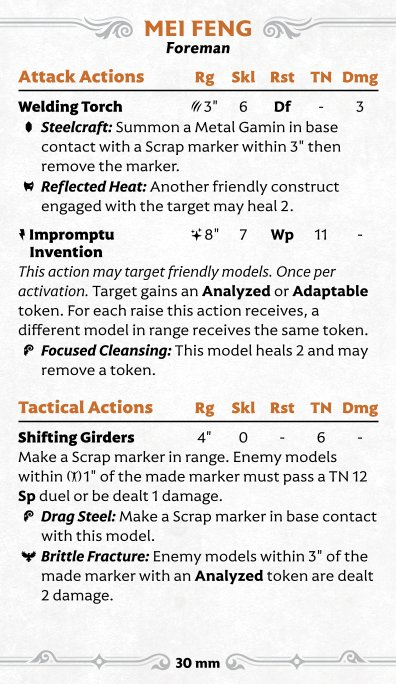 MEI FENG
Foreman
Attack Actions Rg Skl Rst TN Dmg
Welding Torch 3" 6 Df - 3
Steelcraft: Summon a Metal Gamin in base
contact with a Scrap marker within 3" then
remove the marker.
Reflected Heat: Another friendly construct
engaged with the target may heal 2.
Impromptu 8" 7 Wp 11 -
Invention
This action may target friendly models. Once per
activation. Target gains an Analyzed or Adaptable
token. For each raise this action receives, a
different model in range receives the same token.
Focused Cleansing: This model heals 2 and may
remove a token.
Tactical Actions Rg Skl Rst TN Dmg
Shifting Girders 4" 0 - 6 -
Make a Scrap marker in range. Enemy models
within 1" of the made marker must pass a TN 12
Sp duel or be dealt 1 damage.
Drag Steel: Make a Scrap marker in base contact
with this model.
Brittle Fracture: Enemy models within 3" of the
made marker with an Analyzed token are dealt
2 damage.
30 mm